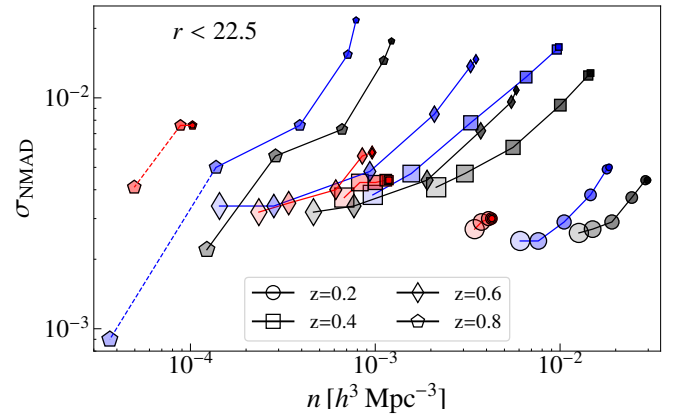 r < 22.5
10⁻²
σNMAD
10⁻³
z=0.2
z=0.6
z=0.4
z=0.8
10⁻⁴
10⁻³
10⁻²
n [h³ Mpc⁻³]